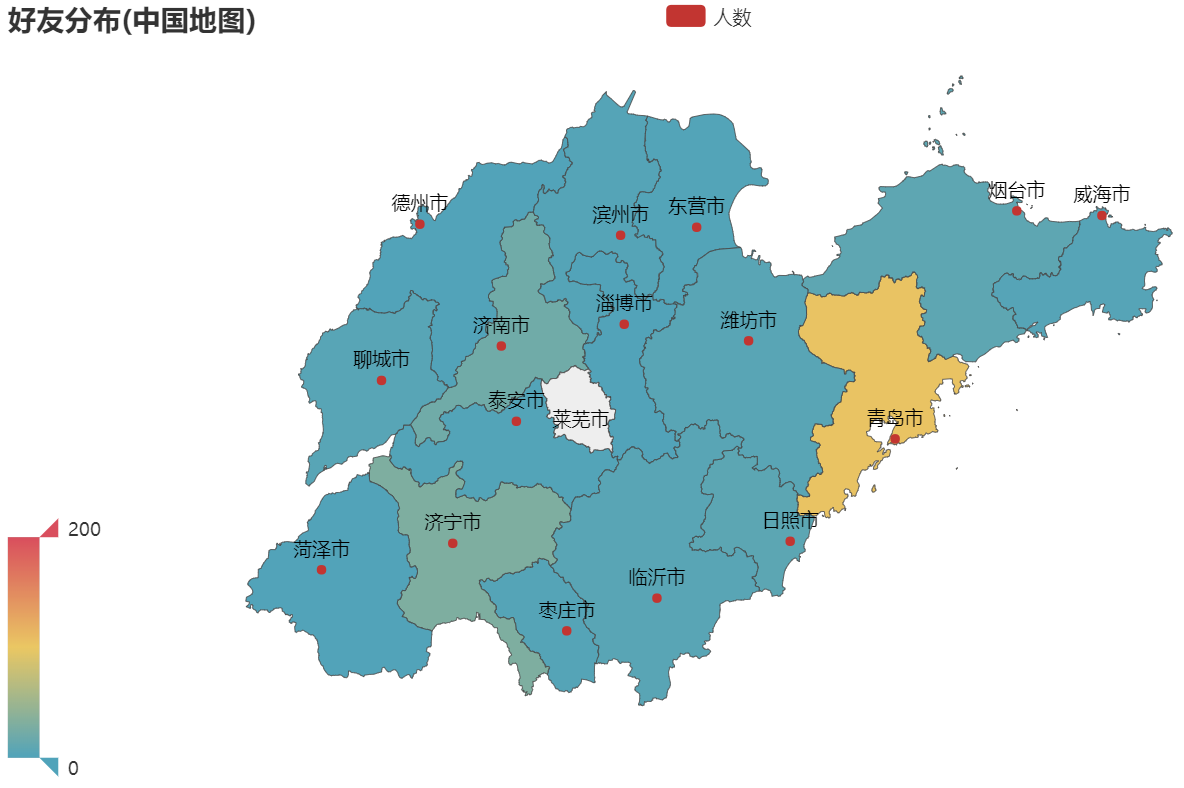 好友分布(中国地图)
人数
烟台市
威海市
德州市
滨州市
东营市
淄博市
潍坊市
济南市
聊城市
泰安市
莱芜市
青岛市
济宁市
日照市
菏泽市
临沂市
枣庄市
200
0